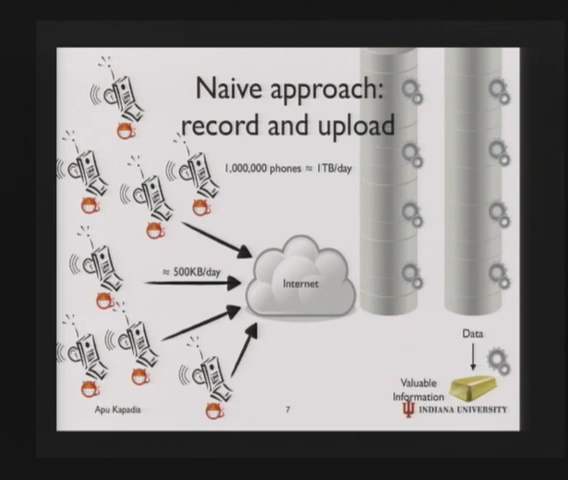 Naive approach:
record and upload
1,000,000 phones ≈ 1TB/day
≈ 500KB/day
Internet
Data
Valuable
Information
Apu Kapadia
7
INDIANA UNIVERSITY